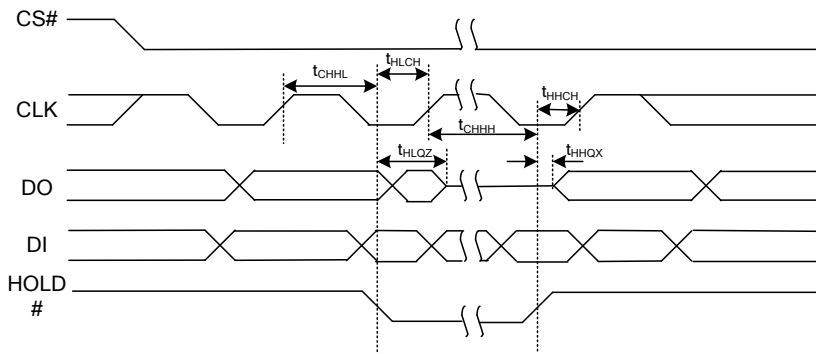 CS#
tCHHL
tHLCH
tHHCH
CLK
tCHHH
tHLQZ
tHHQX
DO
DI
HOLD
#